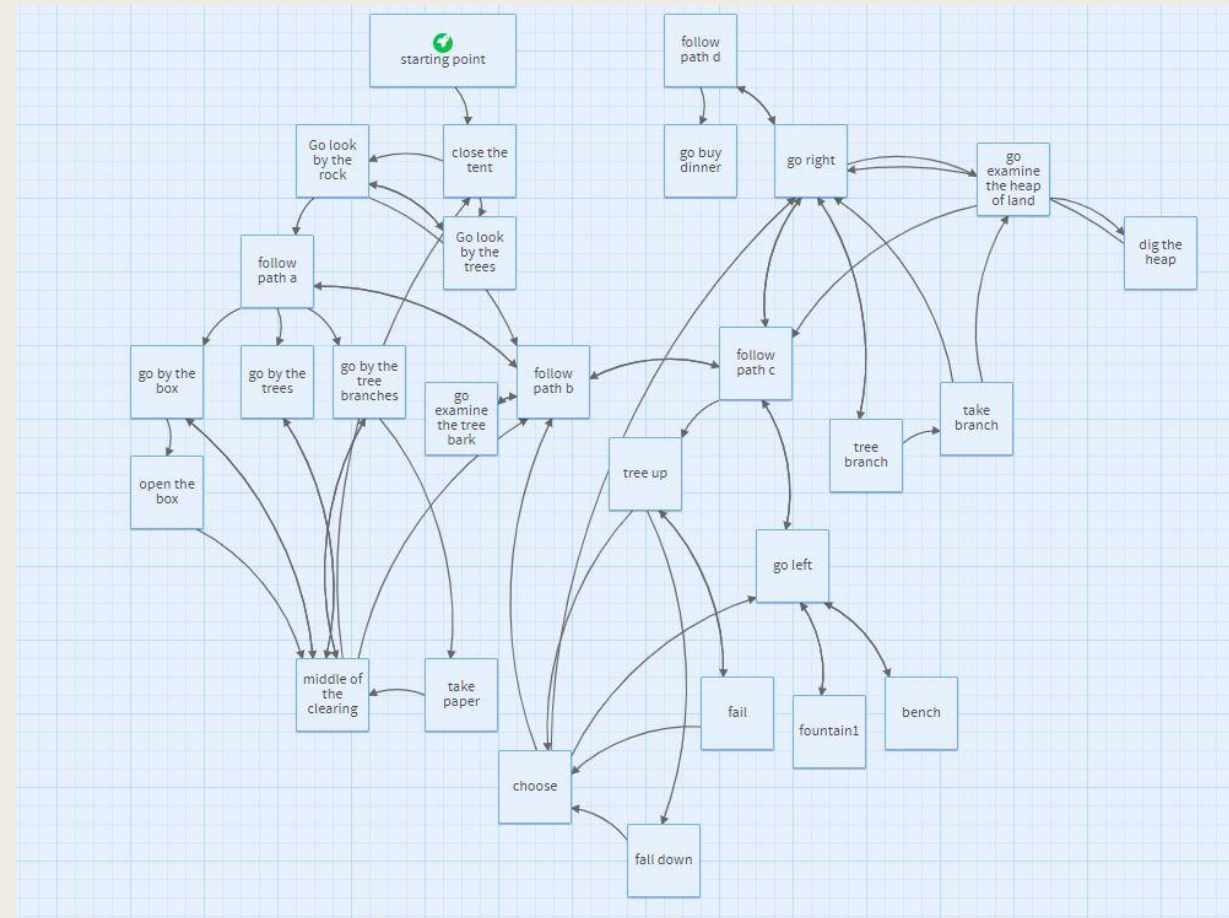 starting point
follow
path d
Go look
by the
rock
close the
tent
go buy
dinner
go right
go
examine
the heap
of land
Go look
by the
trees
dig the
heap
follow
path a
follow
path c
go by the
box
go by the
trees
go by the
tree
branches
go
examine
the tree
bark
follow
path b
take
branch
tree
branch
tree up
open the
box
go left
middle of
the
clearing
take
paper
fail
fountain1
bench
choose
fall down